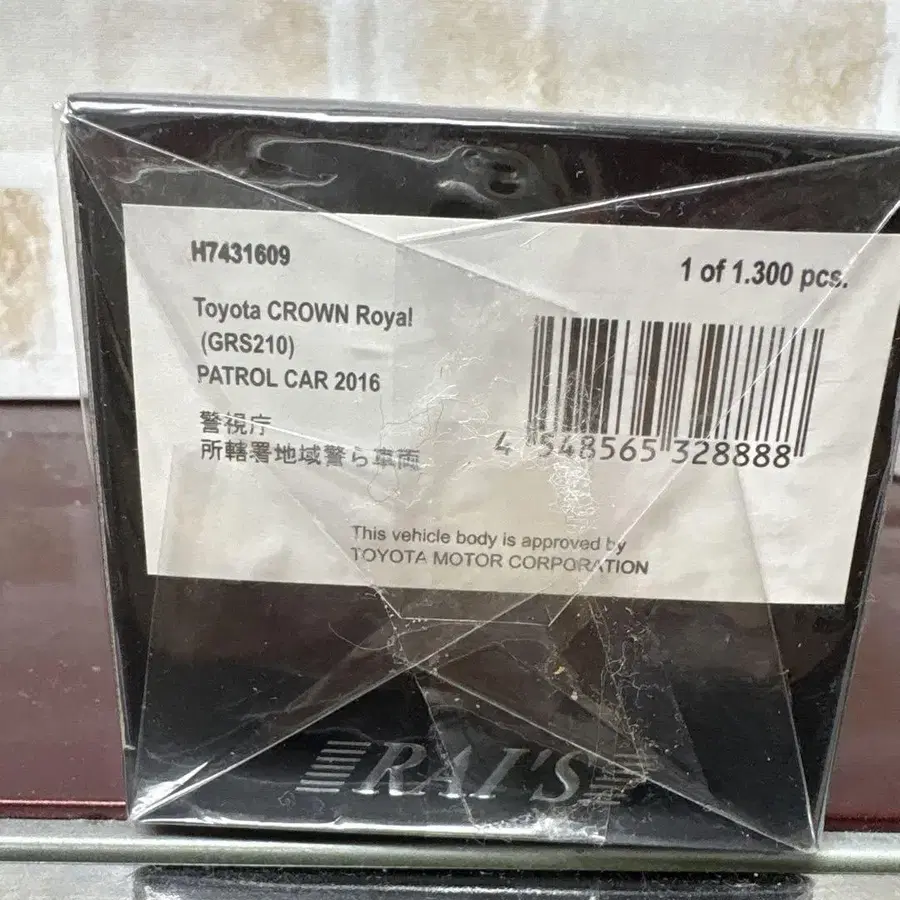 H7431609
1 of 1.300 pcs.
Toyota CROWN Royal
(GRS210)
PATROL CAR 2016
警視庁
所轄署地域警ら車両
4 548565 328888
This vehicle body is approved by
TOYOTA MOTOR CORPORATION
RAI'S